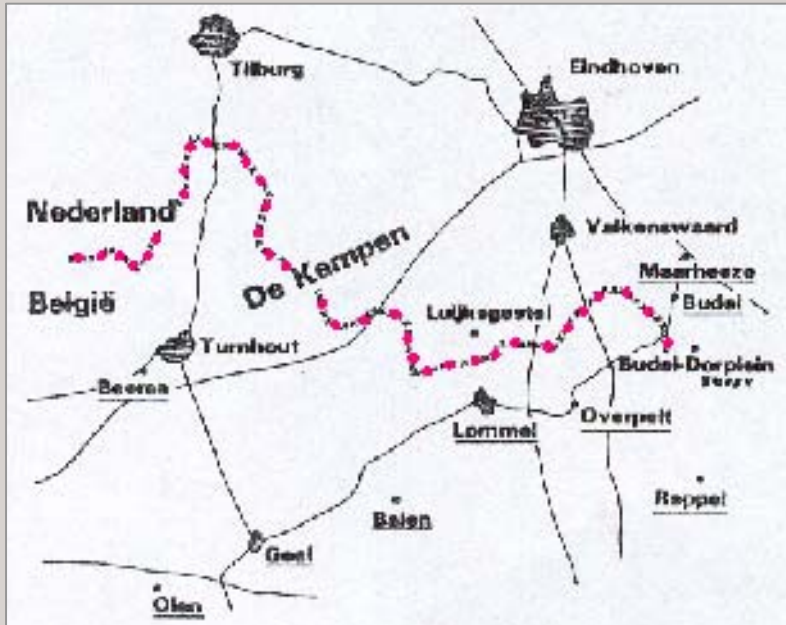 Tilburg
Eindhoven
Nederland
Valkenswaard
De Kempen
Maarheeze
Budel
België
Luijksgestel
Turnhout
Budel-Dorplein
Beerse
Lommel
Overpelt
Reppel
Balen
Geel
Olen